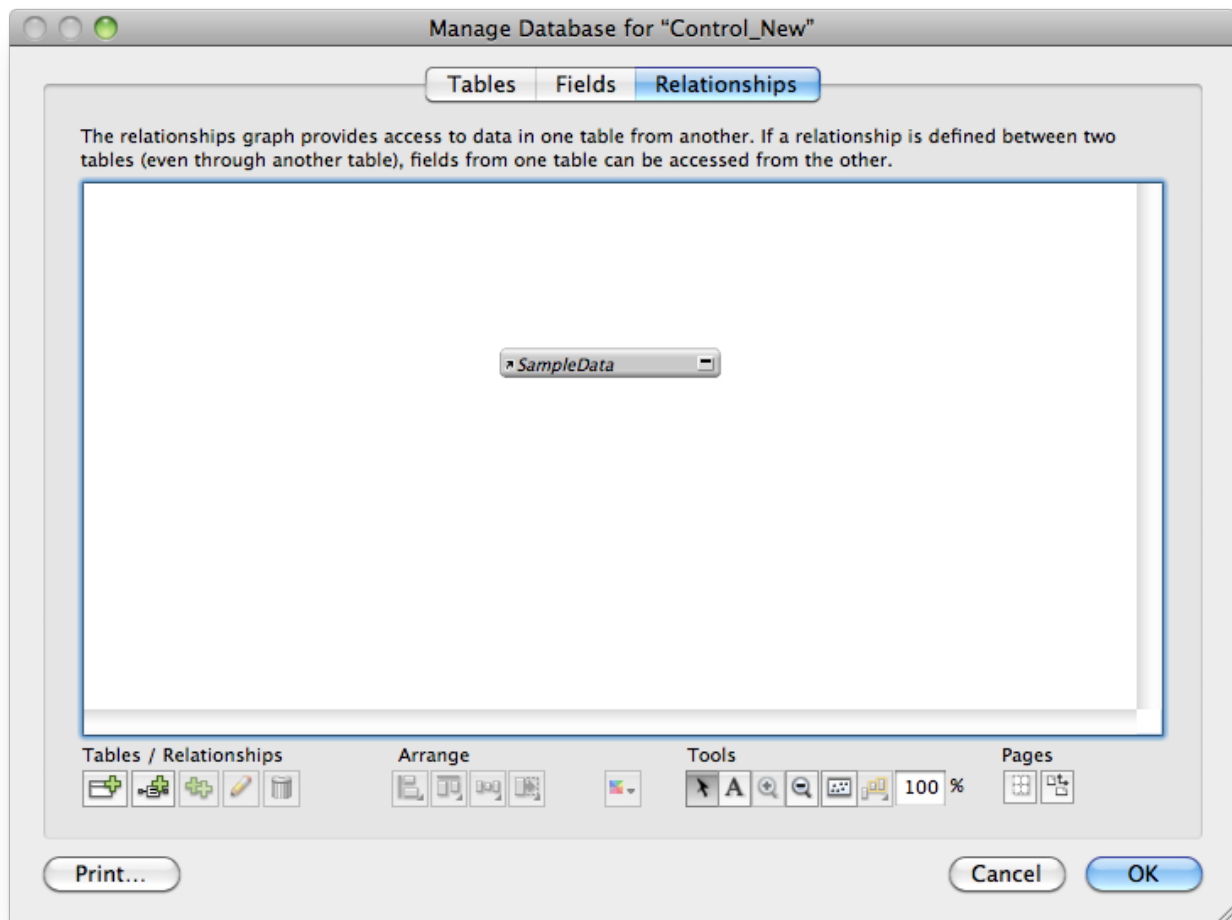 Manage Database for “Control_New”
Tables Fields Relationships
The relationships graph provides access to data in one table from another. If a relationship is defined between two
tables (even through another table), fields from one table can be accessed from the other.
SampleData
Tables / Relationships Arrange Tools Pages
A 100 %
Print... Cancel OK